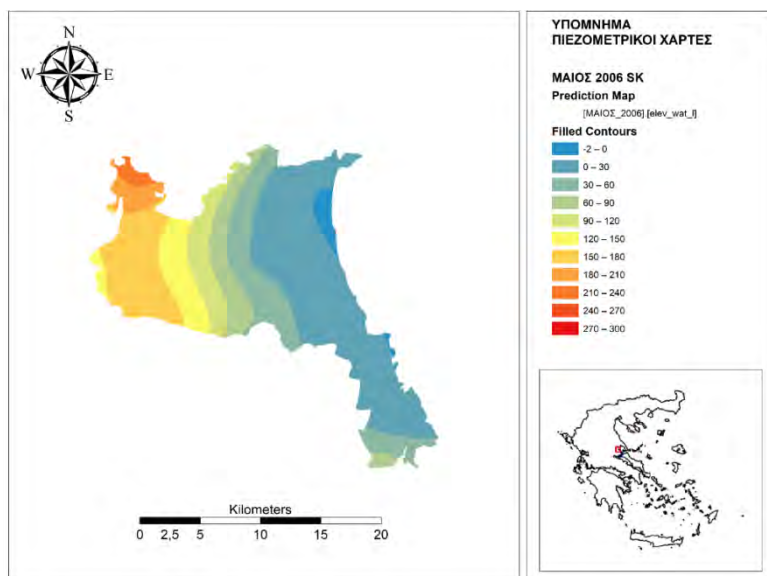 N
W E
S
Kilometers
0 2,5 5 10 15 20
ΥΠΟΜΝΗΜΑ
ΠΙΕΖΟΜΕΤΡΙΚΟΙ ΧΑΡΤΕΣ
ΜΑΙΟΣ 2006 SK
Prediction Map
[ΜΑΙΟΣ_2006].[elev_wat_l]
Filled Contours
-2 – 0
0 – 30
30 – 60
60 – 90
90 – 120
120 – 150
150 – 180
180 – 210
210 – 240
240 – 270
270 – 300